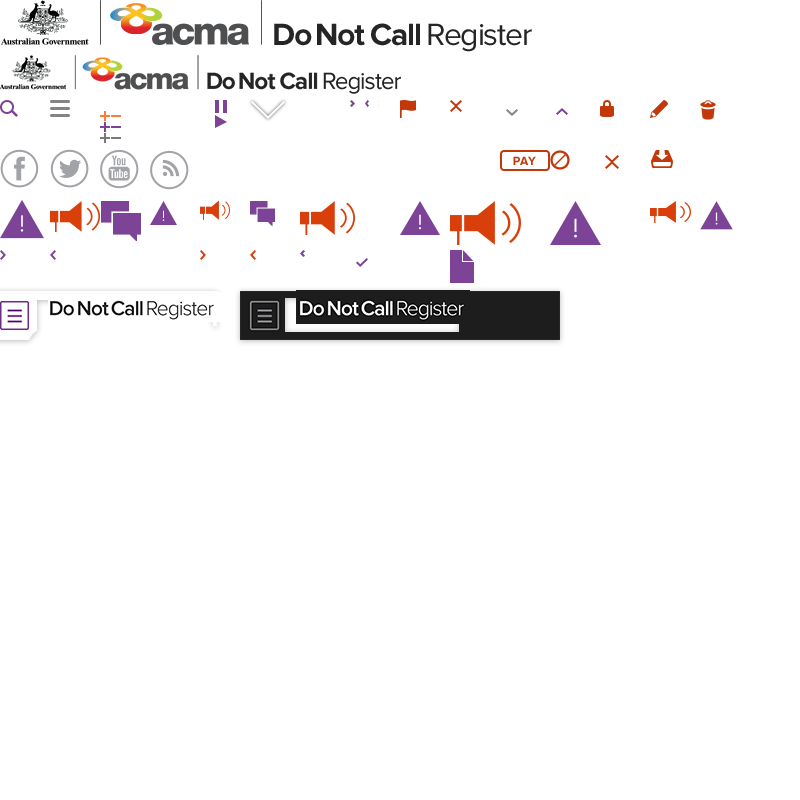 Australian Government acma Do Not Call Register
Australian Government acma Do Not Call Register
You
Tube
PAY
Do Not Call Register
Do Not Call Register